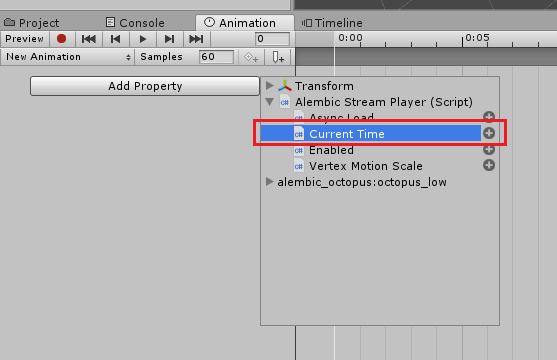 Project Console Animation Timeline
Preview 0 0:00 0:05
New Animation Samples 60
Add Property
Transform
Alembic Stream Player (Script)
Async Load
Current Time
Enabled
Vertex Motion Scale
alembic_octopus:octopus_low